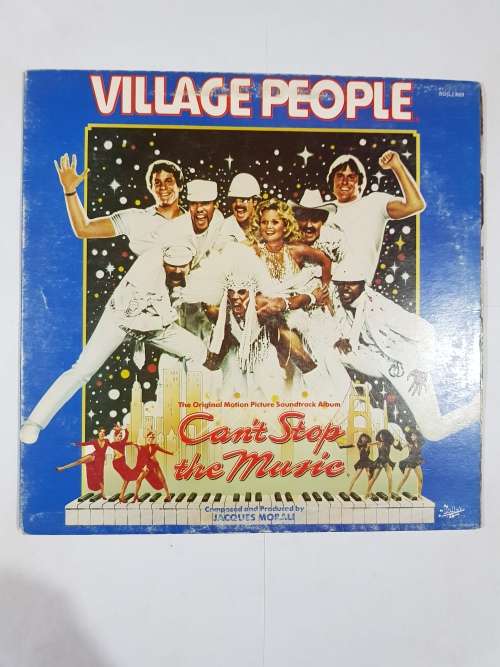 VILLAGE PEOPLE
The Original Motion Picture Soundtrack Album
Can't Stop
the Music
Composed and Produced by
JACQUES MORALI